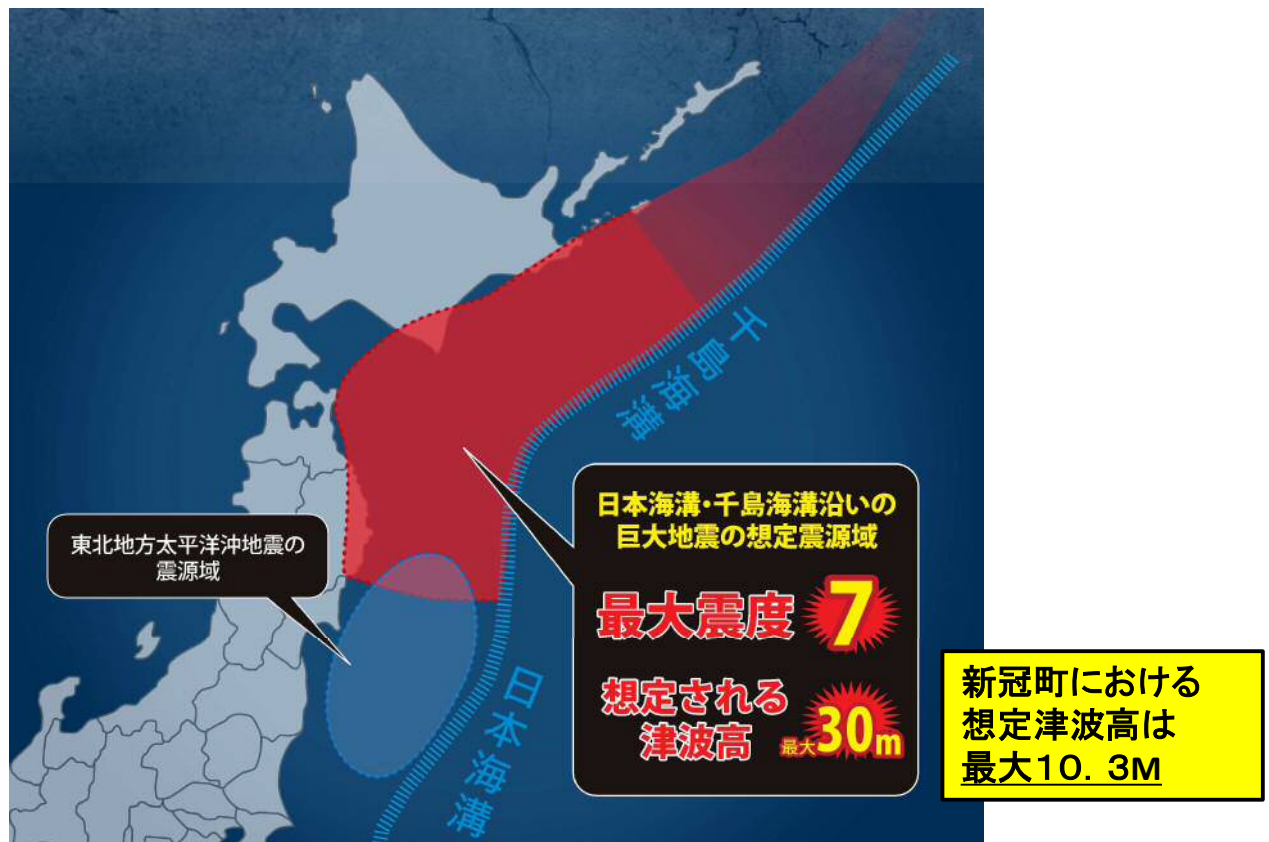 千島海溝
日本海溝・千島海溝沿いの
巨大地震の想定震源域
最大震度 7
想定される
津波高 最大30m
東北地方太平洋沖地震の
震源域
日本海溝
新冠町における
想定津波高は
最大10．3M